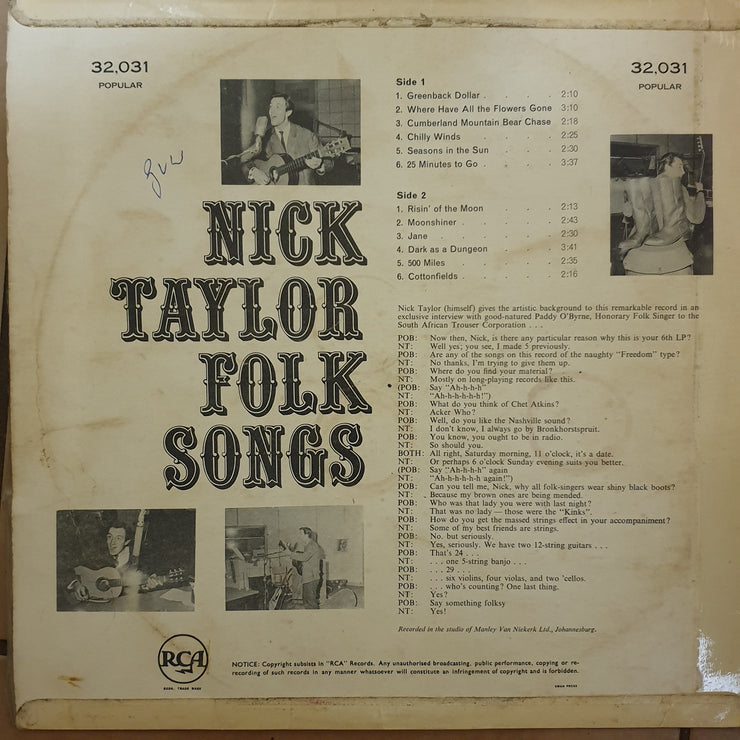 32,031
POPULAR
32,031
POPULAR
Side 1
1. Greenback Dollar . . . . 2:10
2. Where Have All the Flowers Gone 3:10
3. Cumberland Mountain Bear Chase 2:18
4. Chilly Winds . . . . 2:25
5. Seasons in the Sun . . . . 2:30
6. 25 Minutes to Go . . . . 3:37
Side 2
1. Risin' of the Moon . . . . 2:13
2. Moonshiner . . . . 2:43
3. Jane . . . . . 2:30
4. Dark as a Dungeon . . . . 3:41
5. 500 Miles . . . . 2:35
6. Cottonfields . . . . 2:16
NICK
TAYLOR
FOLK
SONGS
Nick Taylor (himself) gives the artistic background to this remarkable record in an
exclusive interview with good-natured Paddy O'Byrne, Honorary Folk Singer to the
South African Trouser Corporation . . .
POB: Now then, Nick, is there any particular reason why this is your 6th LP?
NT: Well yes, you see, I made 5 previously.
POB: Are any of the songs on this record of the naughty "Freedom" type?
NT: No thanks, I'm trying to give them up.
POB: Where do you find your material?
NT: Mostly on long-playing records like this.
(POB: Say "Ah-h-h-h"
NT: "Ah-h-h-h-h!")
POB: What do you think of Chet Atkins?
NT: Acker Who?
POB: Well, do you like the Nashville sound?
NT: I don't know, I always go by Bronkhorstspruit.
POB: You know, you ought to be in radio.
NT: So should you.
BOTH: All right, Saturday morning, 11 o'clock, it's a date.
NT: Or perhaps 6 o'clock Sunday evening suits you better.
(POB: Say "Ah-h-h-h" again
NT: "Ah-h-h-h-h again!")
POB: Can you tell me, Nick, why all folk-singers wear shiny black boots?
NT: Because my brown ones are being mended.
POB: Who was that lady you were with last night?
NT: That was no lady — those were the "Kinks".
POB: How do you get the massed strings effect in your accompaniment?
NT: Some of my best friends are strings.
POB: No. but seriously.
NT: Yes, seriously. We have two 12-string guitars . . .
POB: That's 24 . . .
NT: . . . one 5-string banjo . . .
POB: . . . 29 . . .
NT: . . . six violins, four violas, and two 'cellos.
POB: . . . who's counting? One last thing.
NT: Yes?
POB: Say something folksy
NT: Yes!
Recorded in the studio of Manley Van Niekerk Ltd., Johannesburg.
RCA
REGD. TRADE MARK
NOTICE: Copyright subsists in "RCA" Records. Any unauthorised broadcasting, public performance, copying or re-
recording of such records in any manner whatsoever will constitute an infringement of copyright and is forbidden.